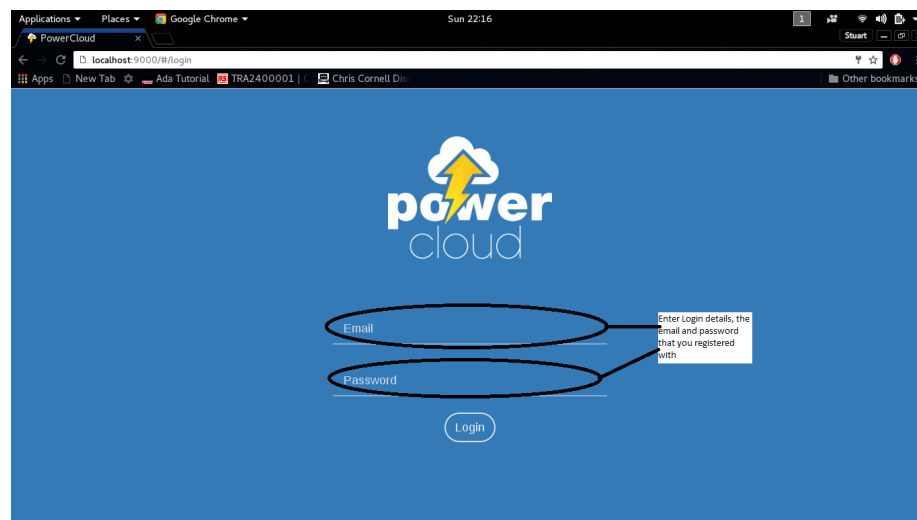 Applications Places Google Chrome Sun 22:16 1
PowerCloud × Stuart
localhost:9000/#/login
Apps New Tab Ada Tutorial RS TRA2400001 | Chris Cornell Dis Other bookmarks
power
cloud
Email
Enter Login details, the
email and password
that you registered
with
Password
Login